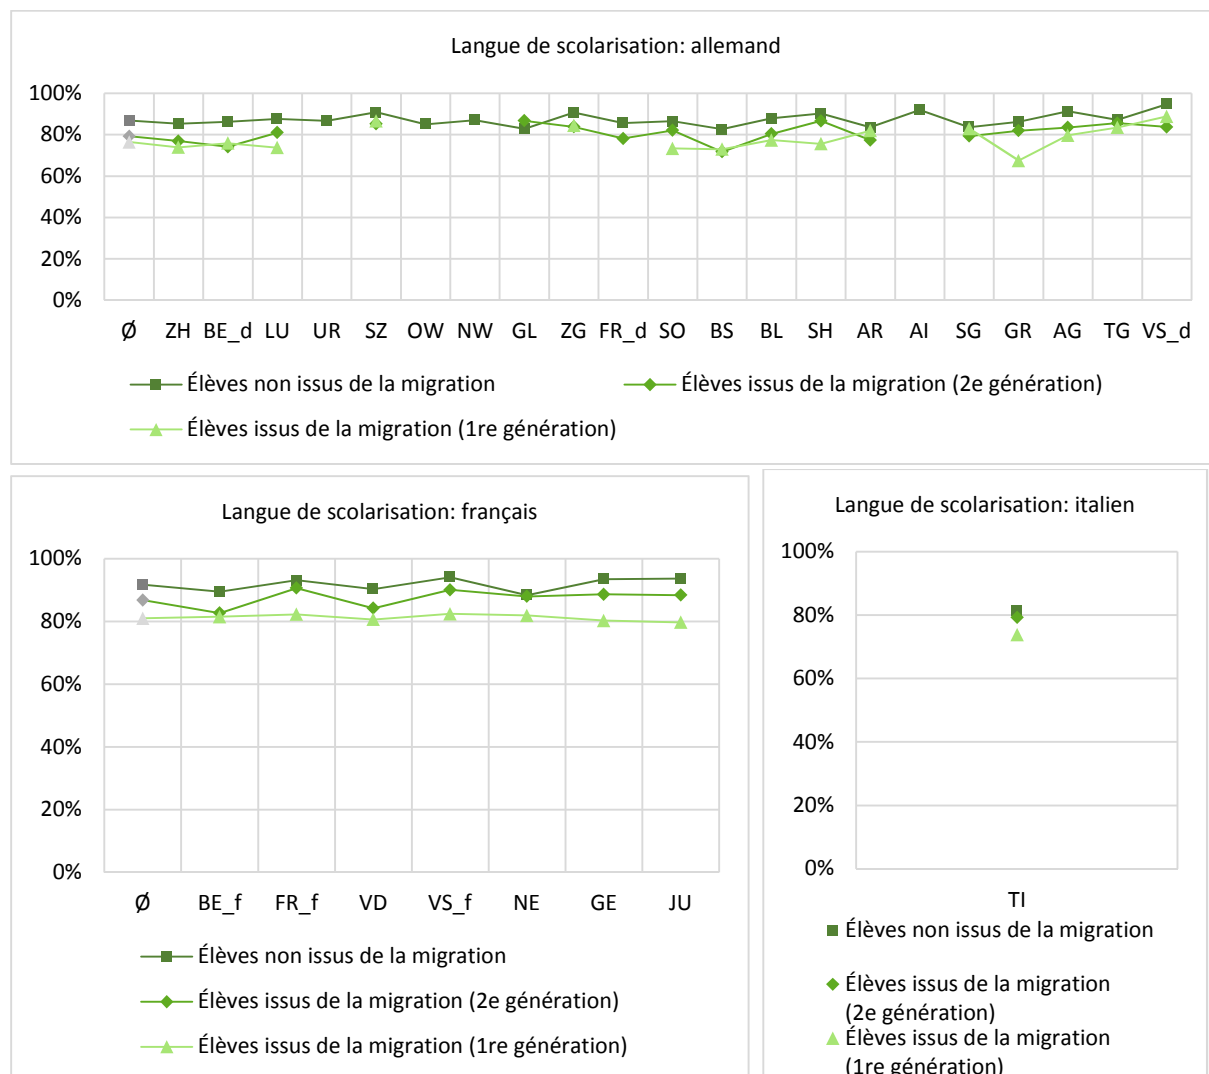 Langue de scolarisation: allemand
100%
80%
60%
40%
20%
0%
Ø ZH BE_d LU UR SZ OW NW GL ZG FR_d SO BS BL SH AR AI SG GR AG TG VS_d
Élèves non issus de la migration
Élèves issus de la migration (2e génération)
Élèves issus de la migration (1re génération)
Langue de scolarisation: français
100%
80%
60%
40%
20%
0%
Ø BE_f FR_f VD VS_f NE GE JU
Élèves non issus de la migration
Élèves issus de la migration (2e génération)
Élèves issus de la migration (1re génération)
Langue de scolarisation: italien
100%
80%
60%
40%
20%
0%
TI
Élèves non issus de la migration
Élèves issus de la migration
(2e génération)
Élèves issus de la migration
(1re génération)